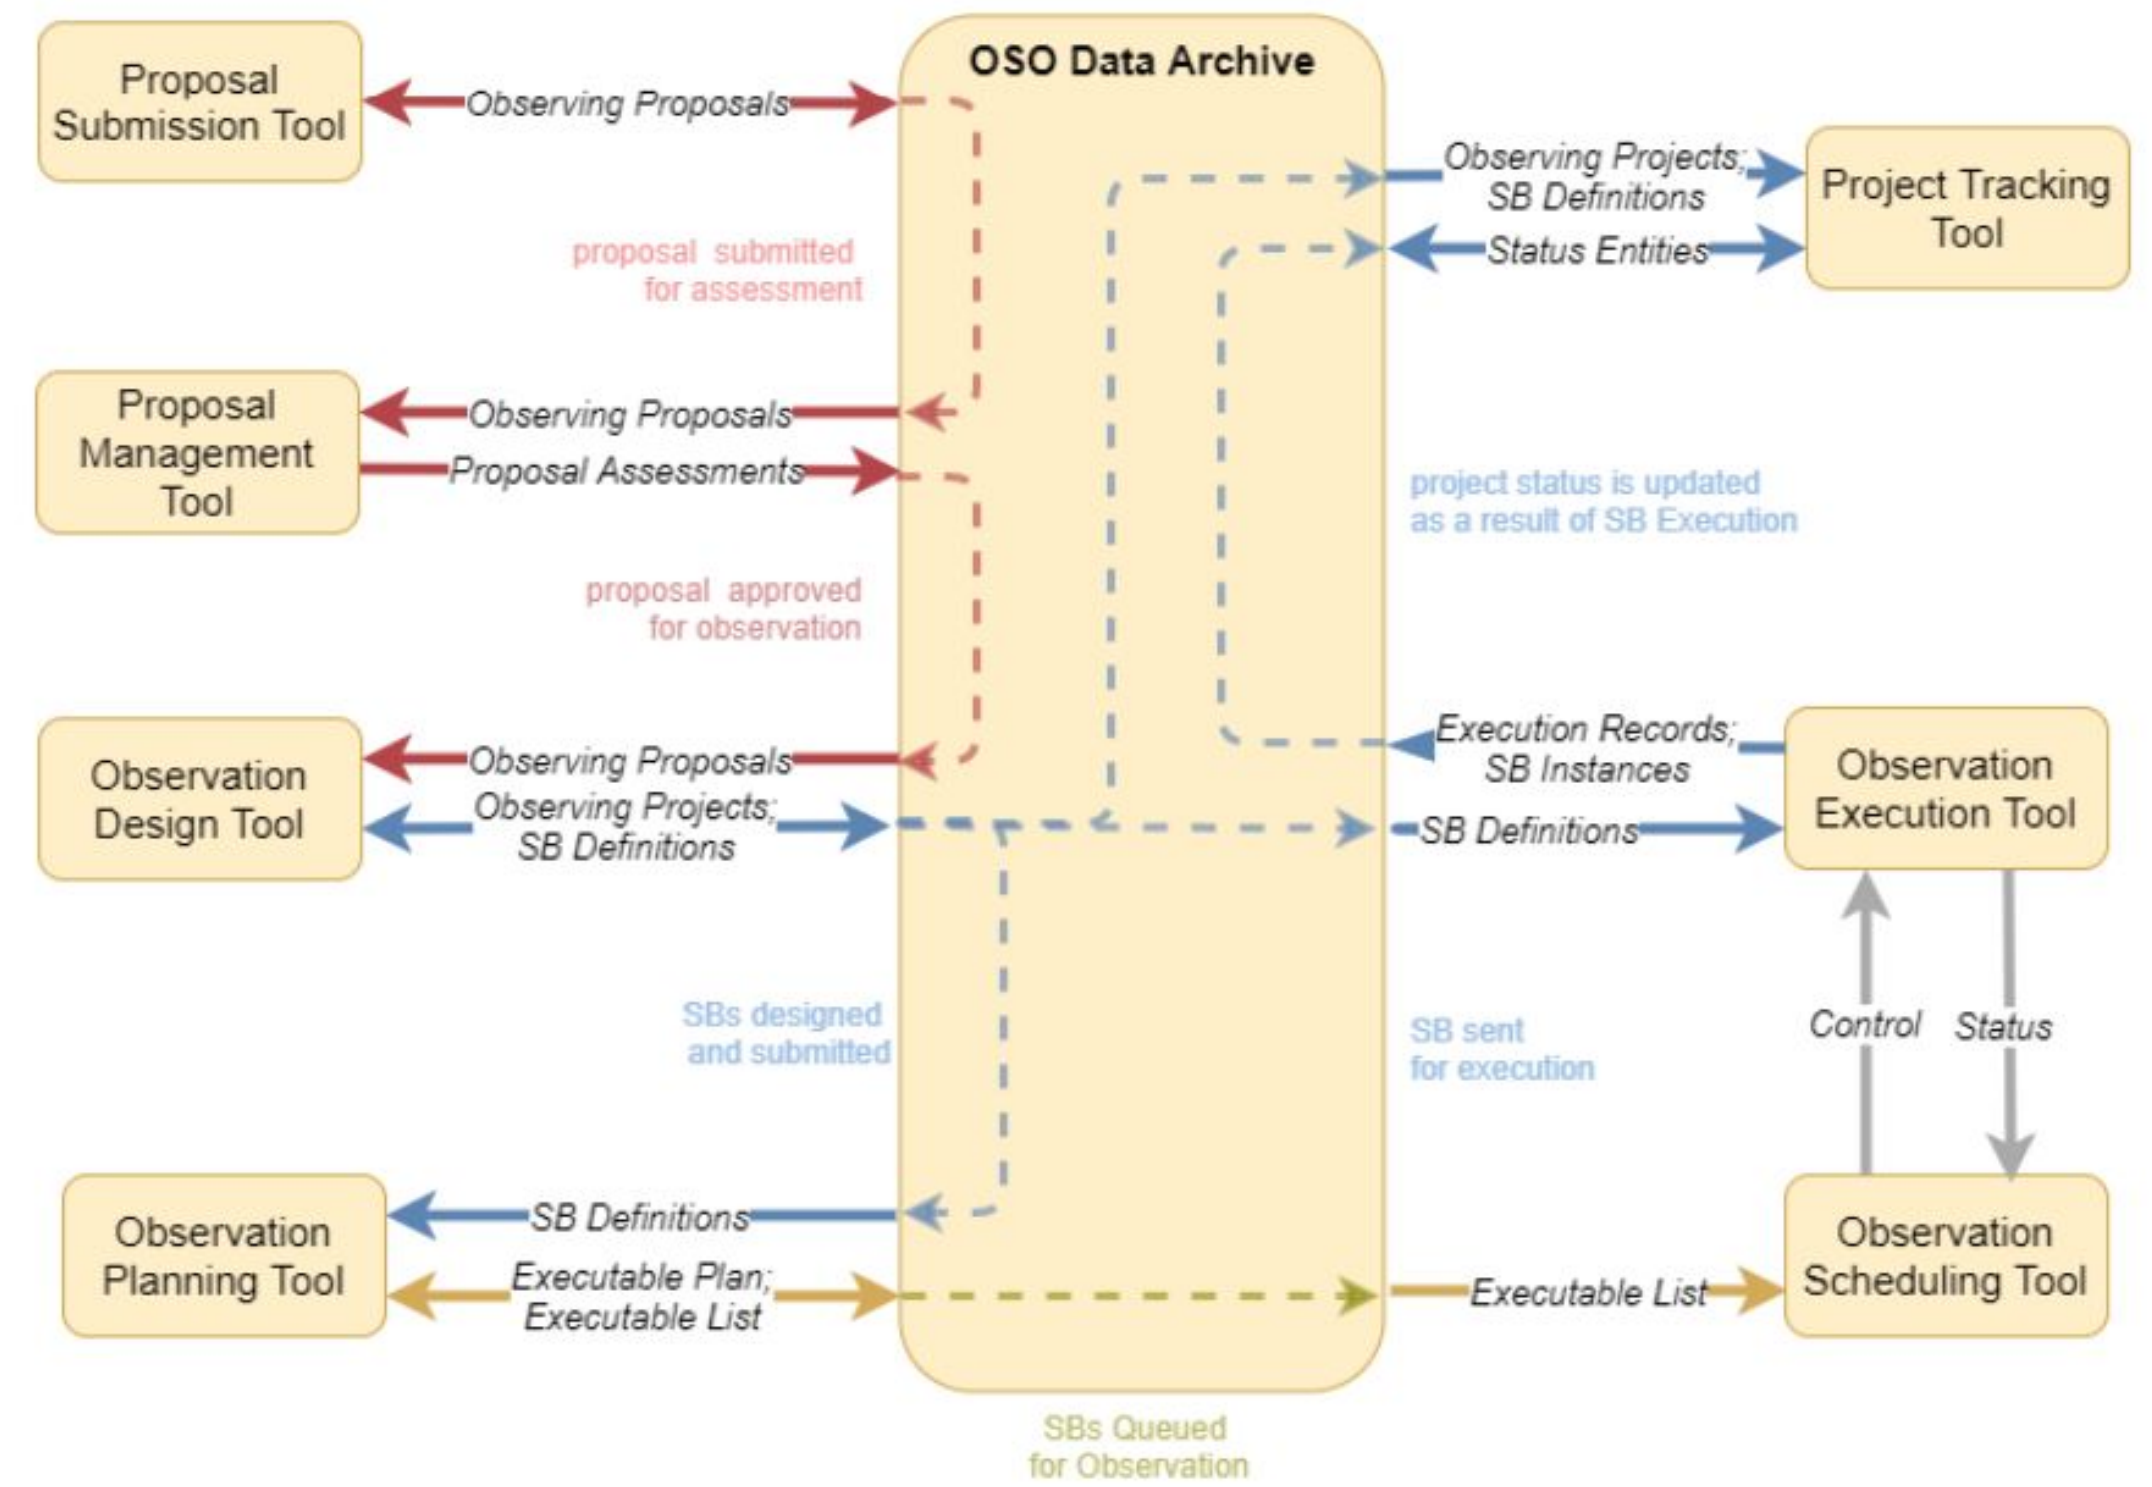 OSO Data Archive
Proposal
Submission Tool
Observing Proposals
proposal submitted
for assessment
Proposal
Management
Tool
Observing Proposals
Proposal Assessments
proposal approved
for observation
Observation
Design Tool
Observing Proposals
Observing Projects;
SB Definitions
SBs designed
and submitted
Observation
Planning Tool
SB Definitions
Executable Plan;
Executable List
Observing Projects;
SB Definitions
Status Entities
Project Tracking
Tool
project status is updated
as a result of SB Execution
Execution Records;
SB Instances
SB Definitions
Observation
Execution Tool
SB sent
for execution
Control
Status
Executable List
Observation
Scheduling Tool
SBs Queued
for Observation